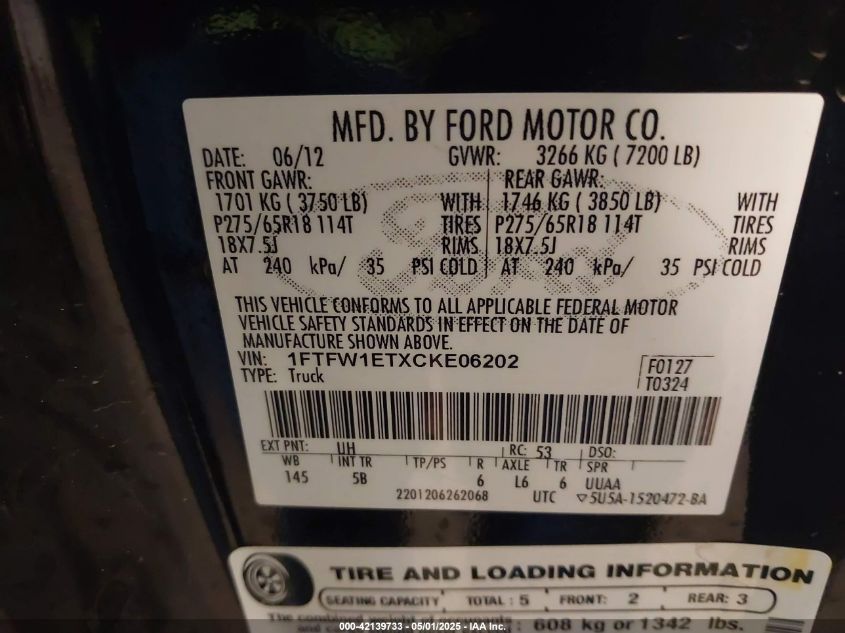 MFD. BY FORD MOTOR CO.
DATE: 06/12 GVWR: 3266 KG ( 7200 LB)
FRONT GAWR: REAR GAWR:
1701 KG ( 3750 LB) WITH 1746 KG ( 3850 LB) WITH
P275/65R18 114T TIRES P275/65R18 114T TIRES
18X7.5J RIMS 18X7.5J RIMS
AT 240 kPa/ 35 PSI COLD AT 240 kPa/ 35 PSI COLD
THIS VEHICLE CONFORMS TO ALL APPLICABLE FEDERAL MOTOR
VEHICLE SAFETY STANDARDS IN EFFECT ON THE DATE OF
MANUFACTURE SHOWN ABOVE.
VIN: 1FTFW1ETXCKE06202 F0127
TYPE: Truck T0324
EXT PNT: UH RC: 53 DSO:
WB INT TR TP/PS R AXLE TR SPR
145 5B 6 L6 6 UUAA
2201206262068 UTC ▽5U5A-1520472-BA
TIRE AND LOADING INFORMATION
SEATING CAPACITY TOTAL : 5 FRONT: 2 REAR: 3
The combined weight of occupants : 608 kg or 1342 lbs.
000-42139733 - 05/01/2025 - IAA Inc.